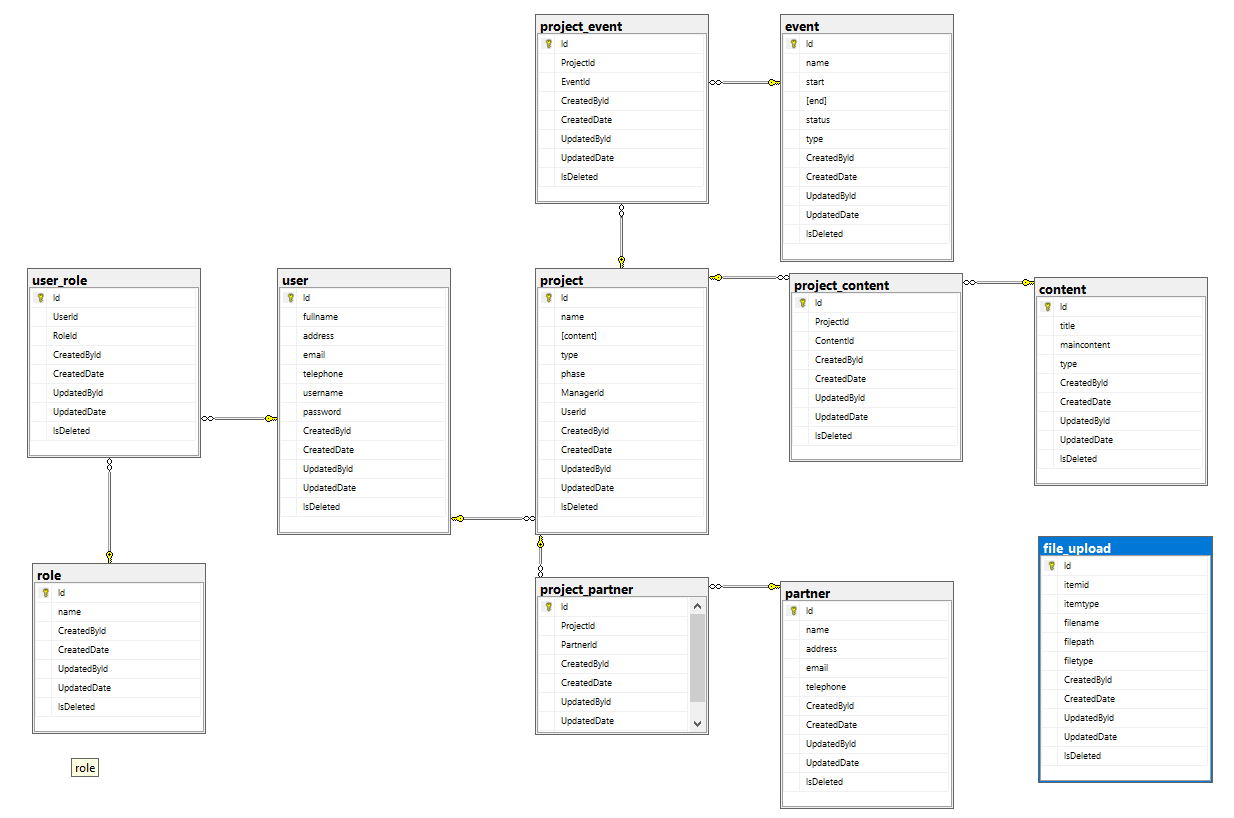 project_event
Id
ProjectId
EventId
CreatedById
CreatedDate
UpdatedById
UpdatedDate
IsDeleted
event
Id
name
start
[end]
status
type
CreatedById
CreatedDate
UpdatedById
UpdatedDate
IsDeleted
user_role
Id
UserId
RoleId
CreatedById
CreatedDate
UpdatedById
UpdatedDate
IsDeleted
user
Id
fullname
address
email
telephone
username
password
CreatedById
CreatedDate
UpdatedById
UpdatedDate
IsDeleted
project
Id
name
[content]
type
phase
ManagerId
UserId
CreatedById
CreatedDate
UpdatedById
UpdatedDate
IsDeleted
project_content
Id
ProjectId
ContentId
CreatedById
CreatedDate
UpdatedById
UpdatedDate
IsDeleted
content
Id
title
maincontent
type
CreatedById
CreatedDate
UpdatedById
UpdatedDate
IsDeleted
role
Id
name
CreatedById
CreatedDate
UpdatedById
UpdatedDate
IsDeleted
role
project_partner
Id
ProjectId
PartnerId
CreatedById
CreatedDate
UpdatedById
UpdatedDate
partner
Id
name
address
email
telephone
CreatedById
CreatedDate
UpdatedById
UpdatedDate
IsDeleted
file_upload
Id
itemid
itemtype
filename
filepath
filetype
CreatedById
CreatedDate
UpdatedById
UpdatedDate
IsDeleted